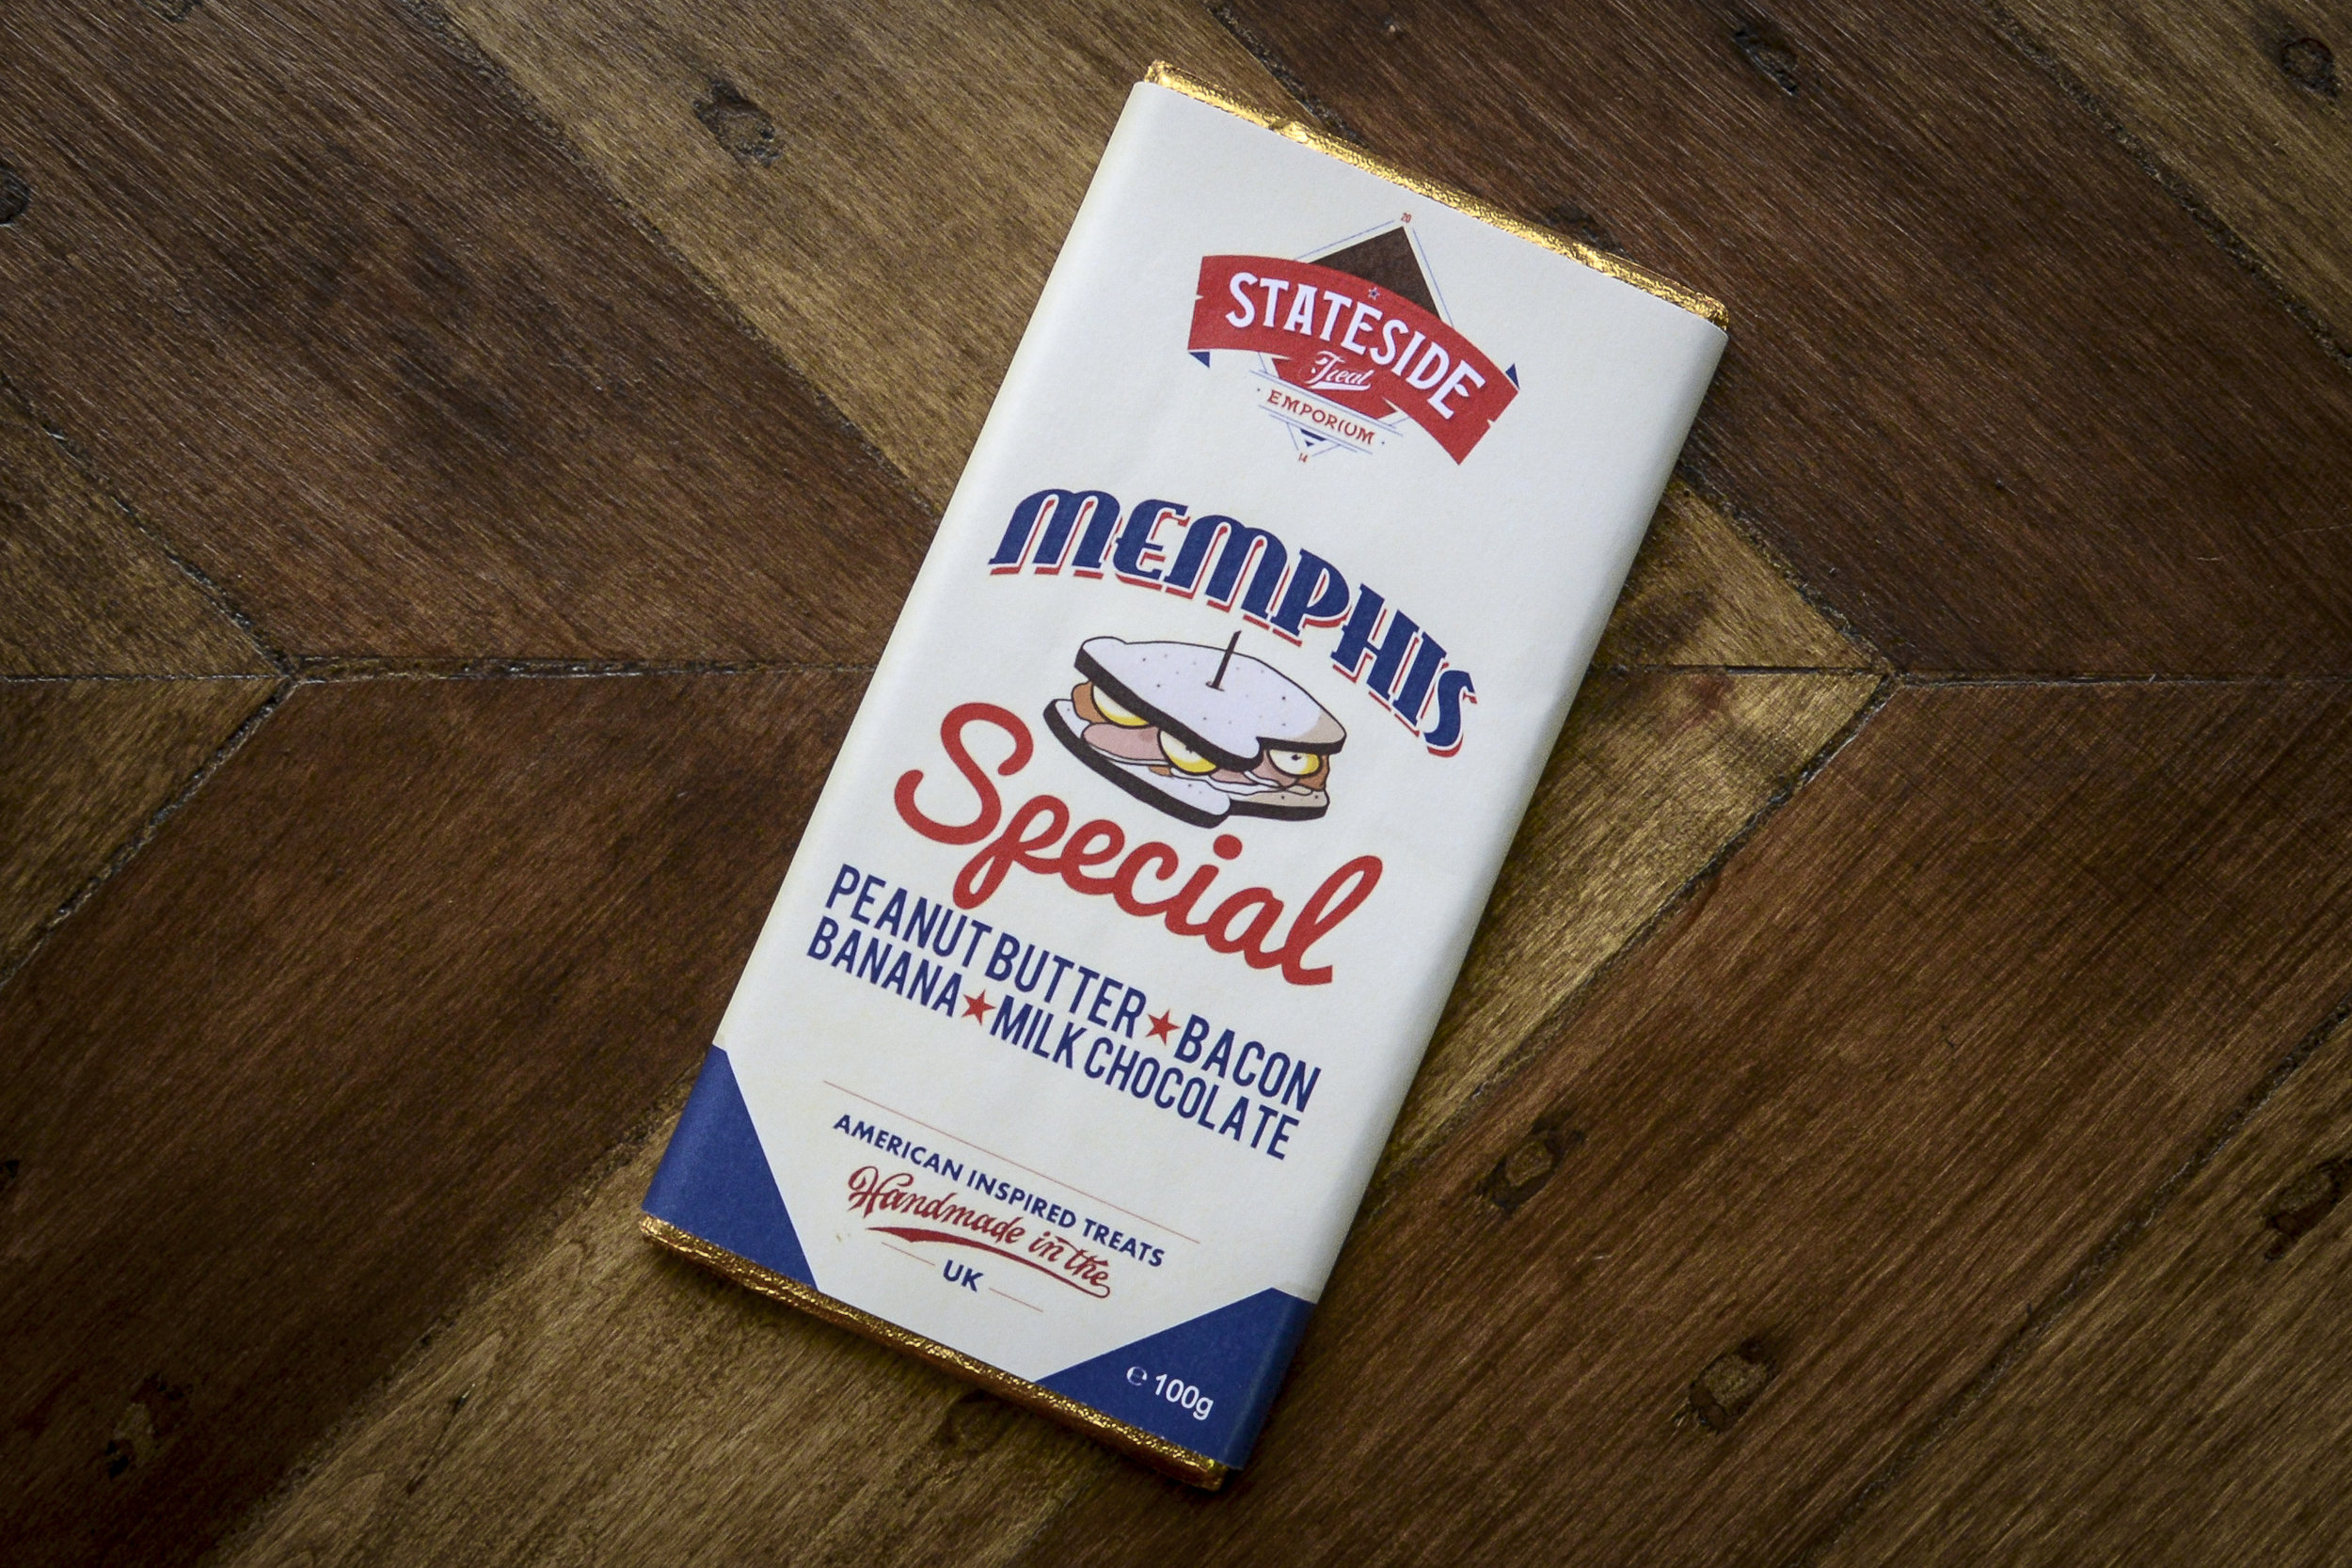 20
STATESIDE
Treat
EMPORIUM
14
MEMPHIS
Special
PEANUT BUTTER★BACON
BANANA★MILK CHOCOLATE
AMERICAN INSPIRED TREATS
Handmade in the
UK
℮ 100g